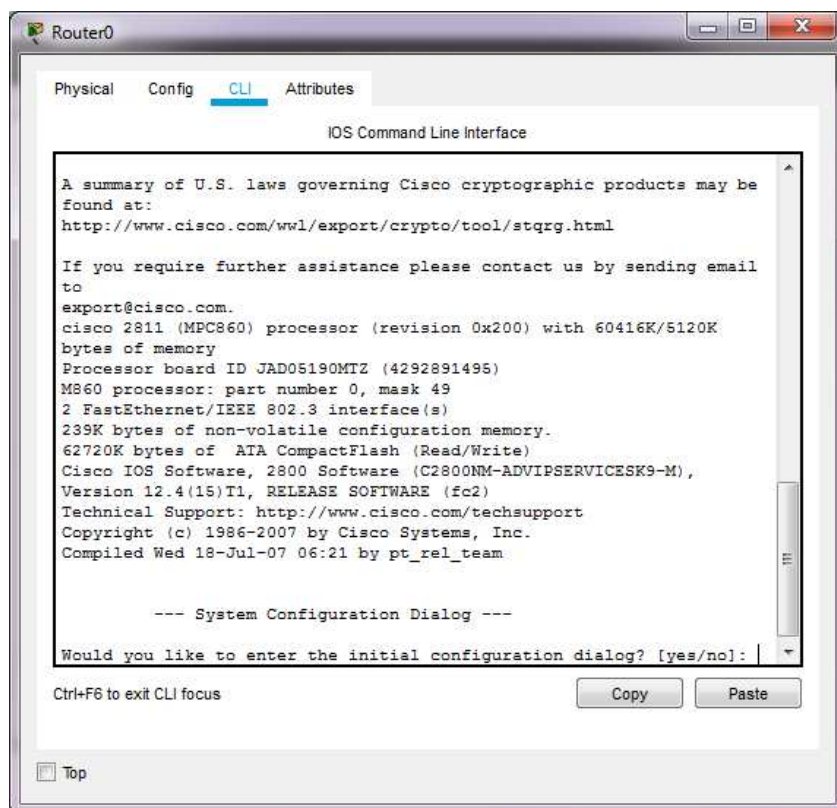 Router0
Physical Config CLI Attributes
IOS Command Line Interface
A summary of U.S. laws governing Cisco cryptographic products may be
found at:
http://www.cisco.com/wwl/export/crypto/tool/stqrg.html
If you require further assistance please contact us by sending email
to
export@cisco.com.
cisco 2811 (MPC860) processor (revision 0x200) with 60416K/5120K
bytes of memory
Processor board ID JAD05190MTZ (4292891495)
M860 processor: part number 0, mask 49
2 FastEthernet/IEEE 802.3 interface(s)
239K bytes of non-volatile configuration memory.
62720K bytes of ATA CompactFlash (Read/Write)
Cisco IOS Software, 2800 Software (C2800NM-ADVIPSERVICESK9-M),
Version 12.4(15)T1, RELEASE SOFTWARE (fc2)
Technical Support: http://www.cisco.com/techsupport
Copyright (c) 1986-2007 by Cisco Systems, Inc.
Compiled Wed 18-Jul-07 06:21 by pt_rel_team
--- System Configuration Dialog ---
Would you like to enter the initial configuration dialog? [yes/no]:
Ctrl+F6 to exit CLI focus
Copy Paste
Top